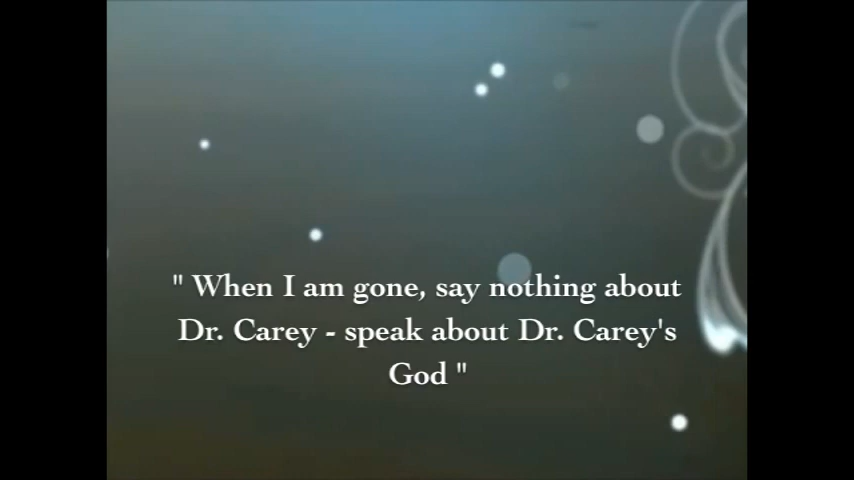 " When I am gone, say nothing about
Dr. Carey - speak about Dr. Carey's
God "